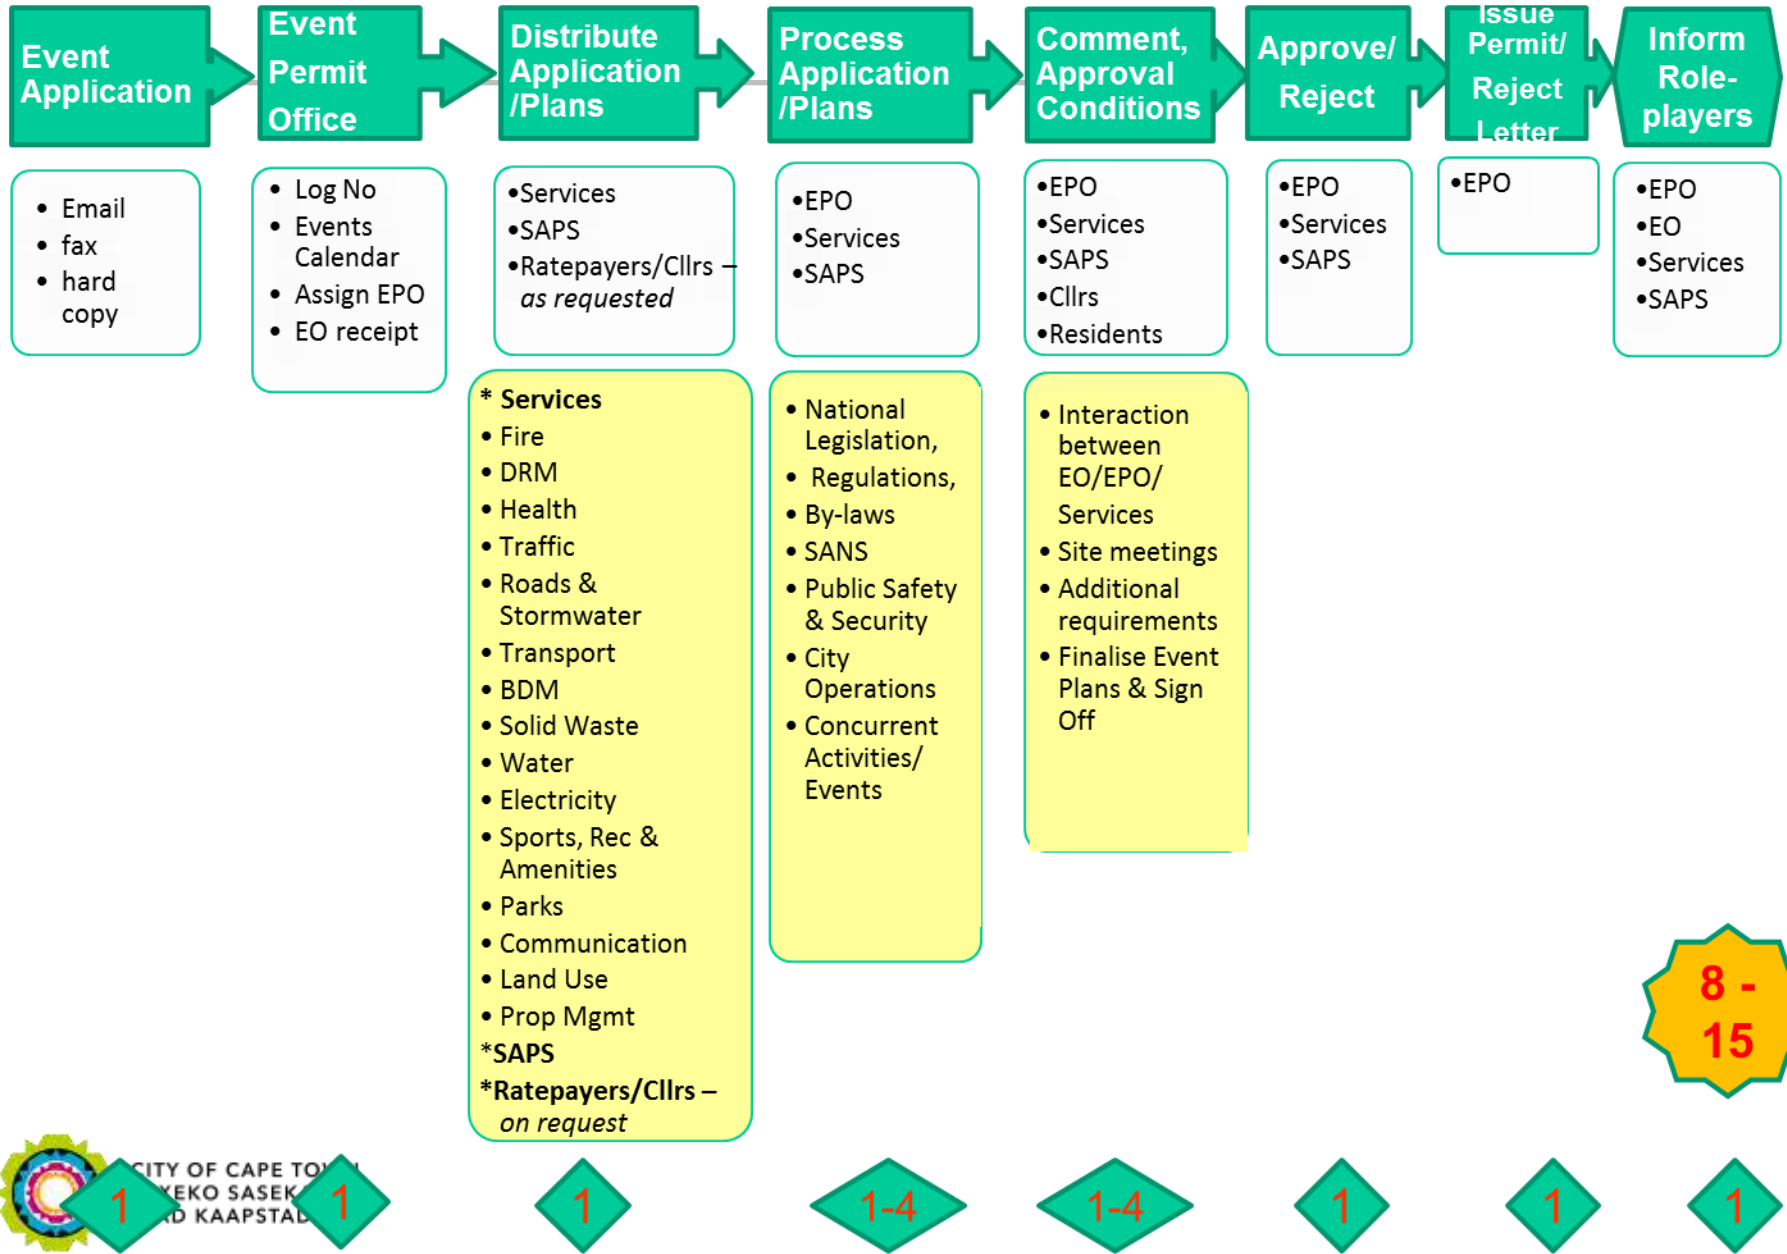 Event
Application
Event
Permit
Office
Distribute
Application
/Plans
Process
Application
/Plans
Comment,
Approval
Conditions
Approve/
Reject
Issue
Permit/
Reject
Letter
Inform
Role-
players
• Email
• fax
• hard
copy
• Log No
• Events
Calendar
• Assign EPO
• EO receipt
•Services
•SAPS
•Ratepayers/Cllrs –
as requested
•EPO
•Services
•SAPS
•EPO
•Services
•SAPS
•Cllrs
•Residents
•EPO
•Services
•SAPS
•EPO
•EPO
•EO
•Services
•SAPS
* Services
• Fire
• DRM
• Health
• Traffic
• Roads &
Stormwater
• Transport
• BDM
• Solid Waste
• Water
• Electricity
• Sports, Rec &
Amenities
• Parks
• Communication
• Land Use
• Prop Mgmt
*SAPS
*Ratepayers/Cllrs –
on request
• National
Legislation,
• Regulations,
• By-laws
• SANS
• Public Safety
& Security
• City
Operations
• Concurrent
Activities/
Events
• Interaction
between
EO/EPO/
Services
• Site meetings
• Additional
requirements
• Finalise Event
Plans & Sign
Off
8 -
15
CITY OF CAPE TOWN
KAAPSTAD
1
1
1
1-4
1-4
1
1
1